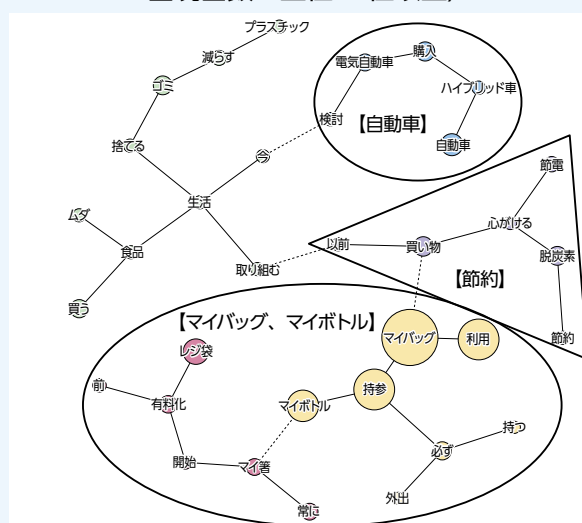 プラスチック
減らす
ゴミ
捨てる
生活
今
ムダ
食品
買う
取り組む
電気自動車
購入
ハイブリッド車
検討
【自動車】
自動車
節電
心がける
以前
買い物
脱炭素
【節約】
節約
【マイバッグ、マイボトル】
マイバッグ
利用
レジ袋
前
有料化
マイボトル
持参
持つ
必ず
開始
マイ箸
外出
常に